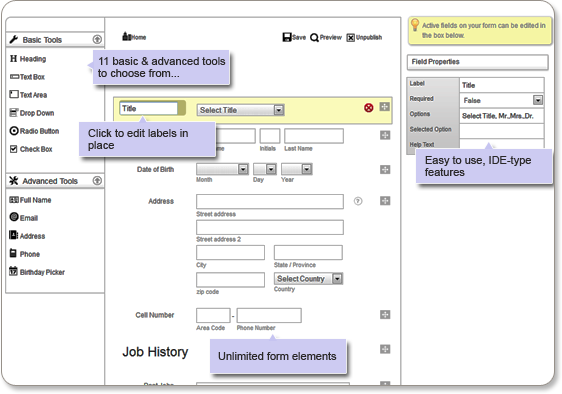 Home Save Preview Unpublish
Active fields on your form can be edited in the box below.
Basic Tools
Heading
Text Box
Text Area
Drop Down
Radio Button
Check Box
Advanced Tools
Full Name
Email
Address
Phone
Birthday Picker
11 basic & advanced tools
to choose from...
Title Select Title
Click to edit labels in
place
Initials Last Name
Date of Birth
Month Day Year
Address ?
Street address
Street address 2
City State / Province
Select Country
zip code Country
Cell Number -
Area Code Phone Number
Job History
Unlimited form elements
Field Properties
Label Title
Required False
Options Select Title, Mr.,Mrs.,Dr.
Selected Option
Help Text
Easy to use, IDE-type
features